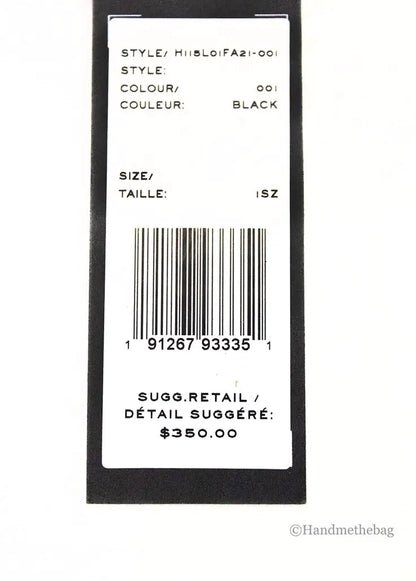 STYLE/ H115L01FA21-001
STYLE:
COLOUR/ 001
COULEUR: BLACK
SIZE/
TAILLE: 1SZ
1 91267 93335 1
SUGG.RETAIL /
DÉTAIL SUGGÉRÉ:
$350.00
©Handmethebag